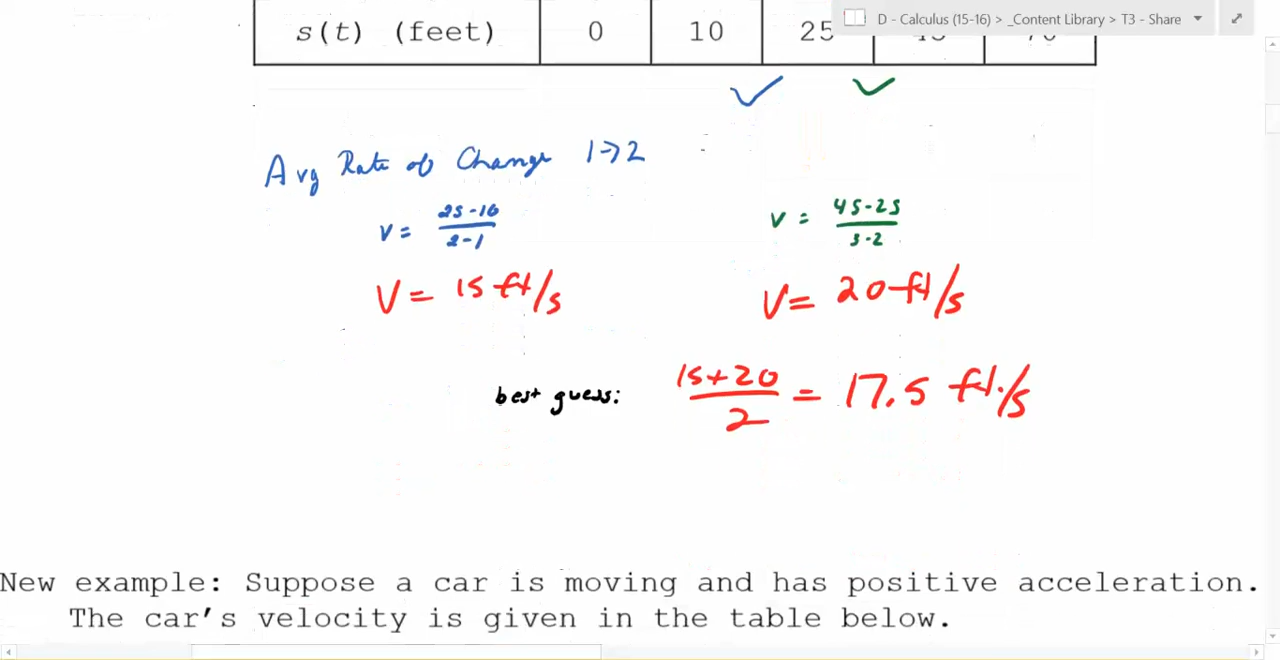 D - Calculus (15-16) > _Content Library > T3 - Share
s(t) (feet) 0 10 25 45 70
Avg Rate of Change 1→2
v = 25-10 / 2-1
v = 45-25 / 3-2
V = 15 ft/s
V = 20 ft/s
best guess: 15+20 / 2 = 17.5 ft/s
New example: Suppose a car is moving and has positive acceleration.
The car's velocity is given in the table below.